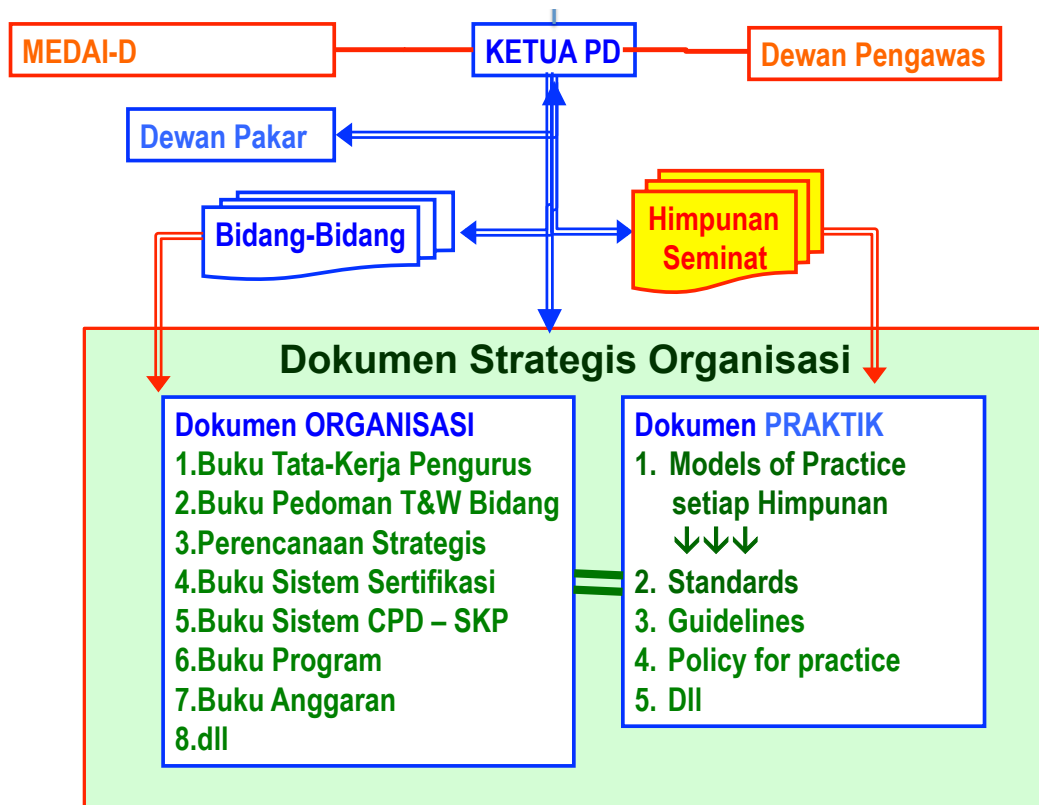 MEDAI-D
KETUA PD
Dewan Pengawas
Dewan Pakar
Bidang-Bidang
Himpunan
Seminat
Dokumen Strategis Organisasi
Dokumen ORGANISASI
1.Buku Tata-Kerja Pengurus
2.Buku Pedoman T&W Bidang
3.Perencanaan Strategis
4.Buku Sistem Sertifikasi
5.Buku Sistem CPD – SKP
6.Buku Program
7.Buku Anggaran
8.dll
Dokumen PRAKTIK
1. Models of Practice
setiap Himpunan
↓↓↓
2. Standards
3. Guidelines
4. Policy for practice
5. Dll